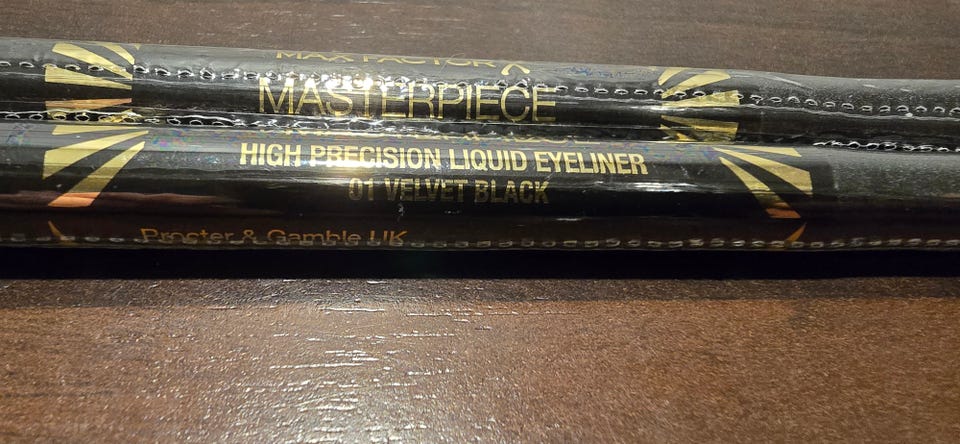 MAX FACTOR
MASTERPIECE
HIGH PRECISION LIQUID EYELINER
01 VELVET BLACK
Procter & Gamble UK